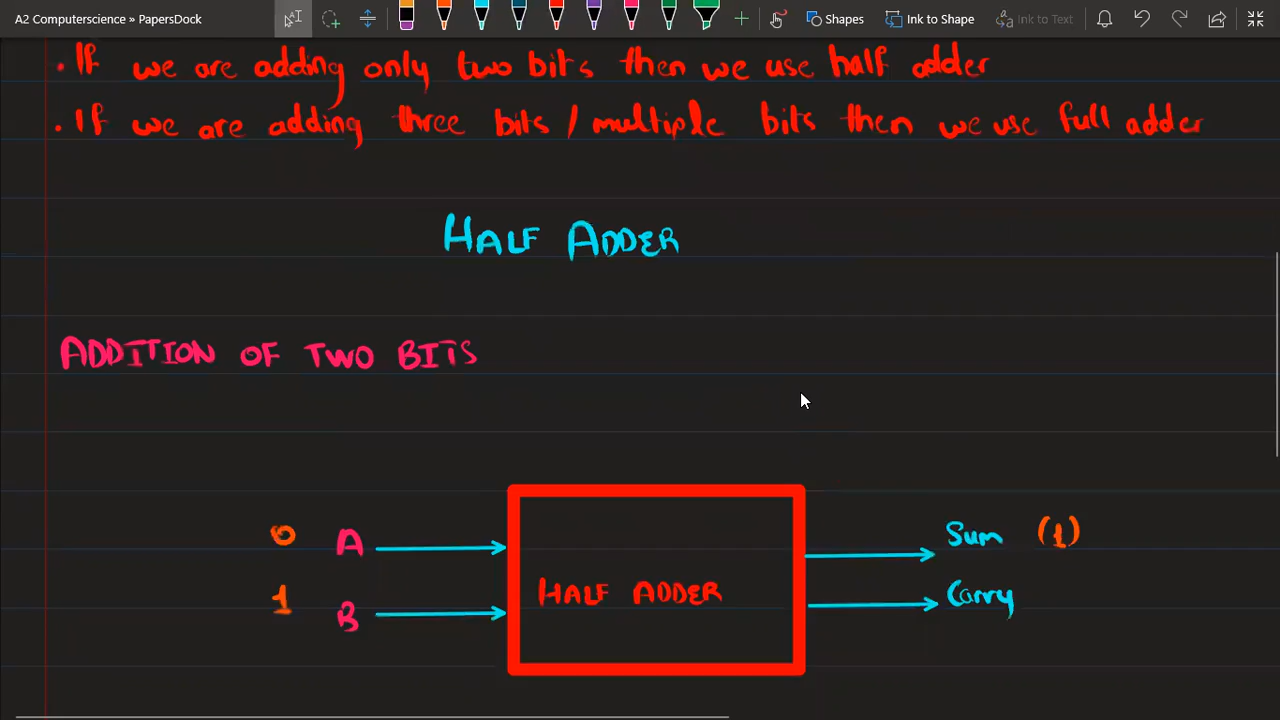 A2 Computerscience » PapersDock
Shapes
Ink to Shape
Ink to Math
. If we are adding only two bits then we use half adder
. If we are adding three bits / multiple bits then we use full adder
HALF ADDER
ADDITION OF TWO BITS
0 A
Sum (1)
HALF ADDER
1 B
Carry